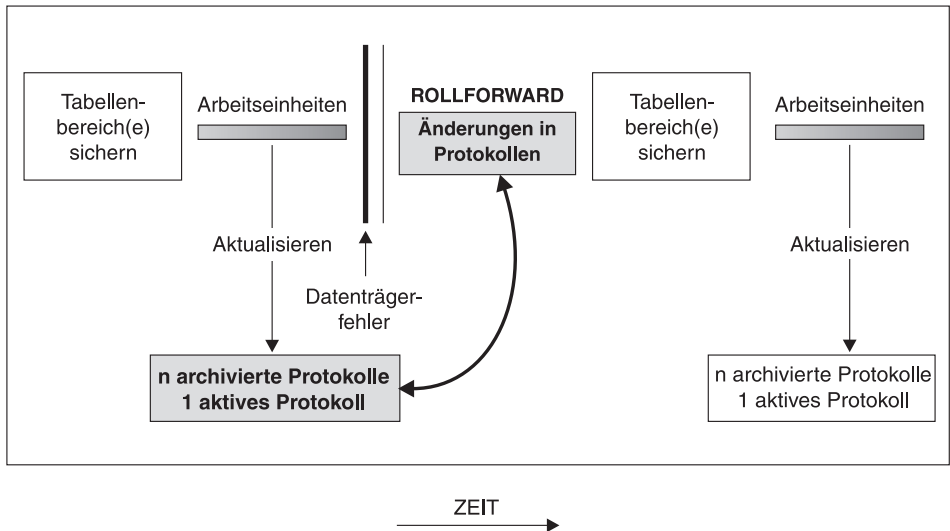 Tabellen-
bereich(e)
sichern
Arbeitseinheiten
Aktualisieren
Datenträger-
fehler
ROLLFORWARD
Änderungen in
Protokollen
n archivierte Protokolle
1 aktives Protokoll
Tabellen-
bereich(e)
sichern
Arbeitseinheiten
Aktualisieren
n archivierte Protokolle
1 aktives Protokoll
ZEIT